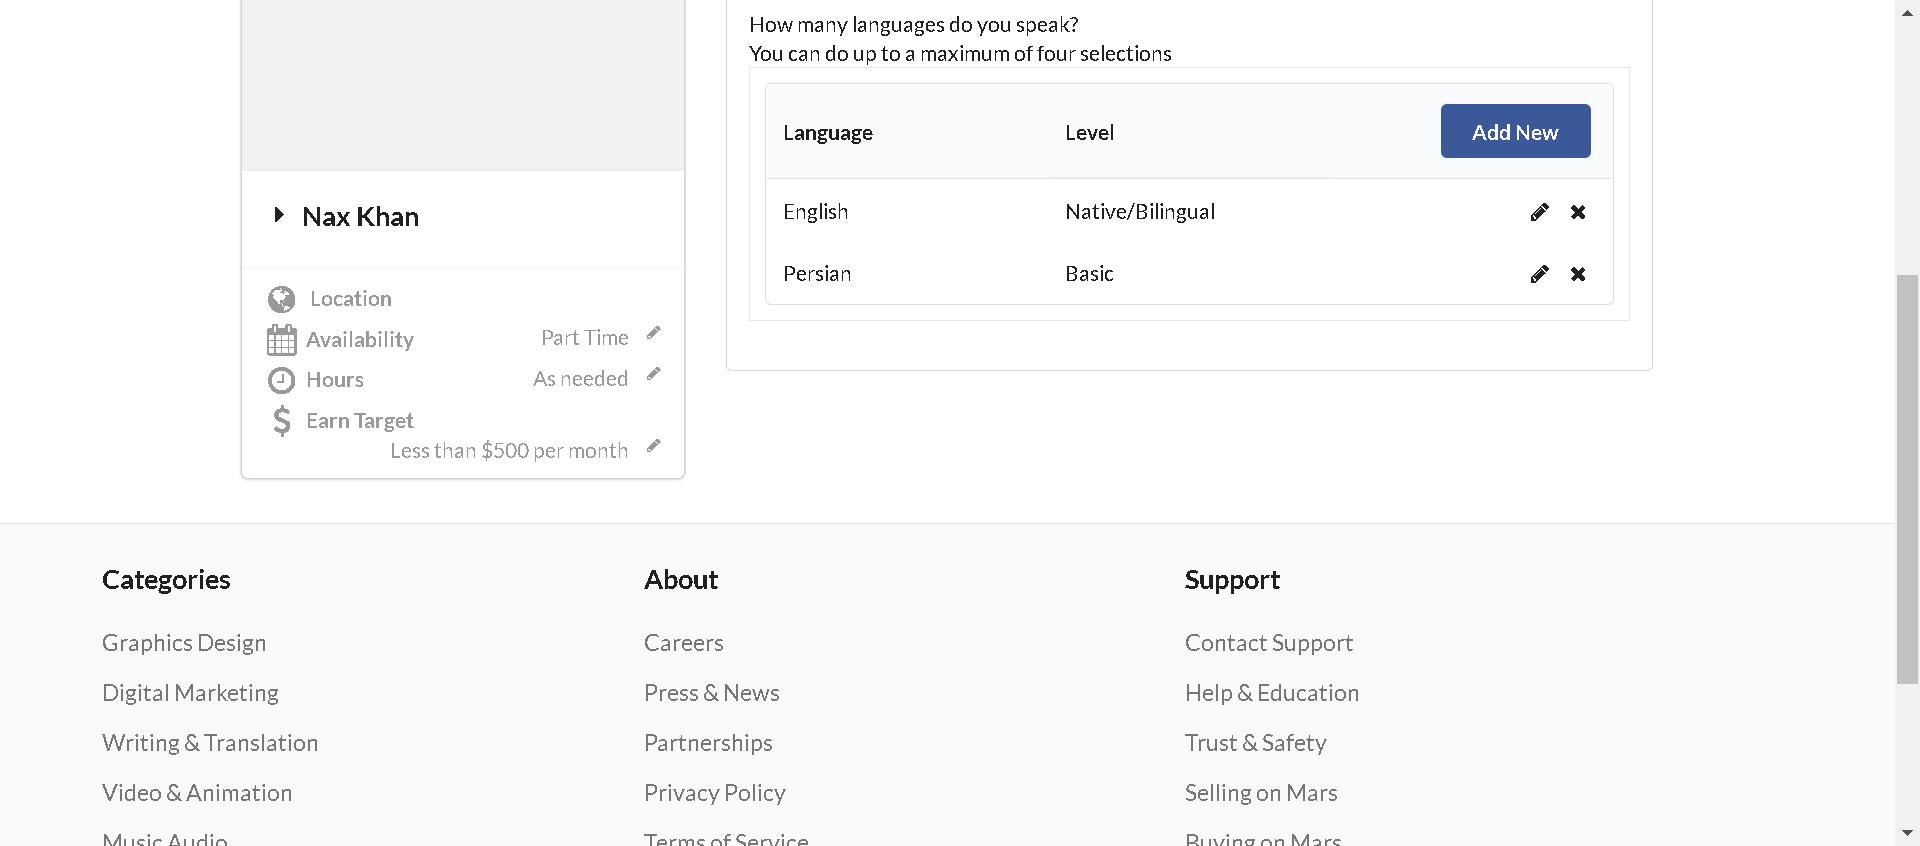 How many languages do you speak?
You can do up to a maximum of four selections
Language Level Add New
English Native/Bilingual
Persian Basic
Nax Khan
Location
Availability Part Time
Hours As needed
Earn Target
Less than $500 per month
Categories
Graphics Design
Digital Marketing
Writing & Translation
Video & Animation
Music Audio
About
Careers
Press & News
Partnerships
Privacy Policy
Terms of Service
Support
Contact Support
Help & Education
Trust & Safety
Selling on Mars
Buying on Mars